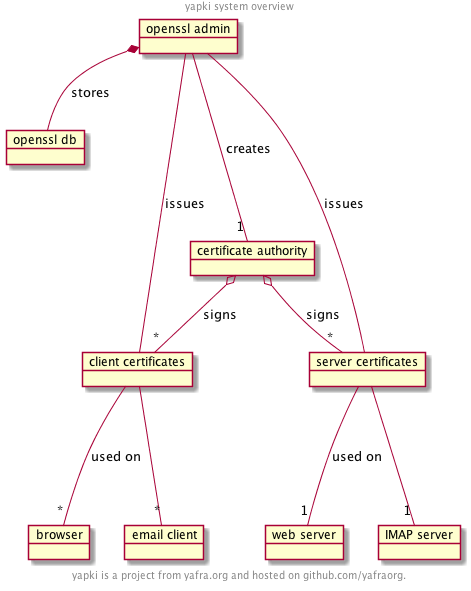 yapki system overview
openssl admin
stores
openssl db
creates
issues
issues
1
certificate authority
signs
signs
*
*
client certificates
server certificates
used on
used on
*
*
1
1
browser
email client
web server
IMAP server
yapki is a project from yafra.org and hosted on github.com/yafraorg.